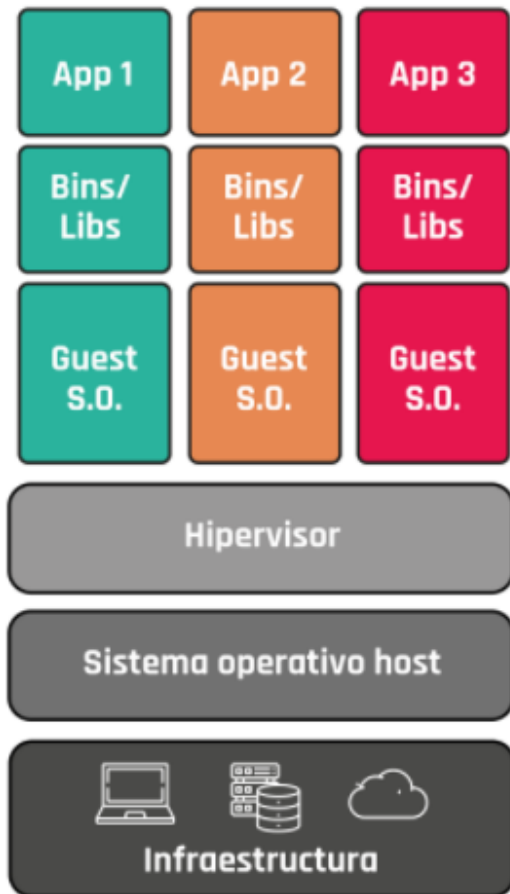 App 1
App 2
App 3
Bins/
Libs
Bins/
Libs
Bins/
Libs
Guest
S.O.
Guest
S.O.
Guest
S.O.
Hipervisor
Sistema operativo host
Infraestructura